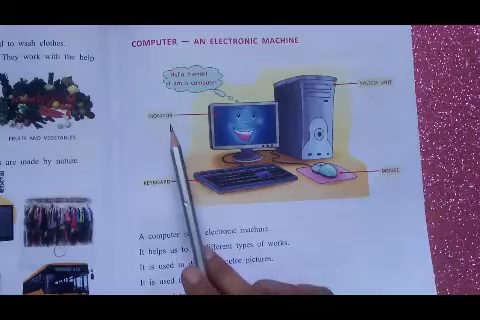 d to wash clothes.
They work with the help
FRUITS AND VEGETABLES
s are made by nature
COMPUTER — AN ELECTRONIC MACHINE
Hello friends!
I am a computer
MONITOR
SYSTEM UNIT
KEYBOARD
MOUSE
A computer is electronic machine.
It helps us to different types of works.
It is used to color pictures.
It is used